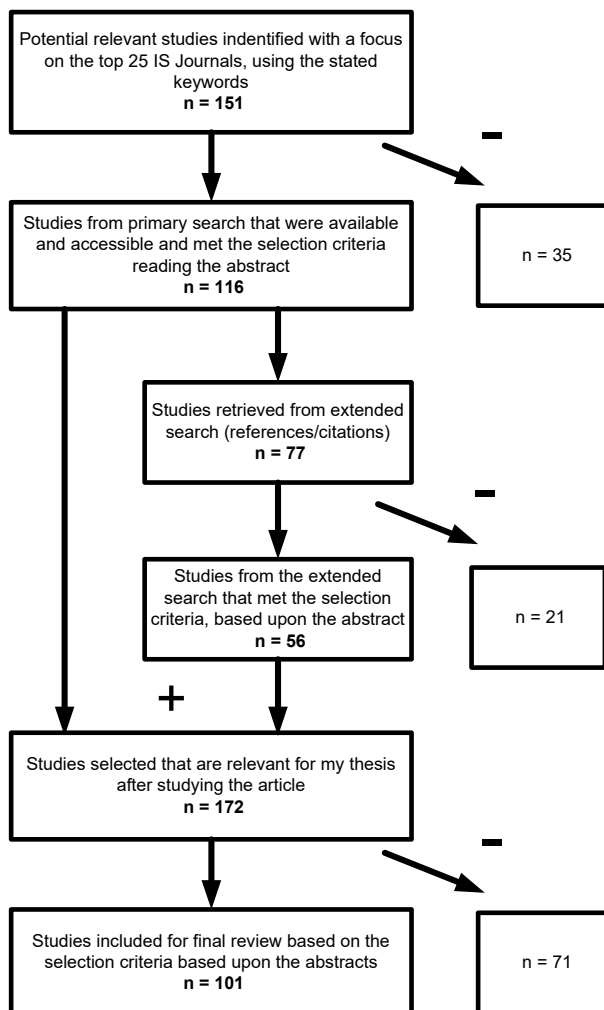 Potential relevant studies indentified with a focus
on the top 25 IS Journals, using the stated
keywords
n = 151
−
Studies from primary search that were available
and accessible and met the selection criteria
reading the abstract
n = 116
n = 35
Studies retrieved from extended
search (references/citations)
n = 77
−
Studies from the extended
search that met the selection
criteria, based upon the abstract
n = 56
n = 21
+
Studies selected that are relevant for my thesis
after studying the article
n = 172
−
Studies included for final review based on the
selection criteria based upon the abstracts
n = 101
n = 71